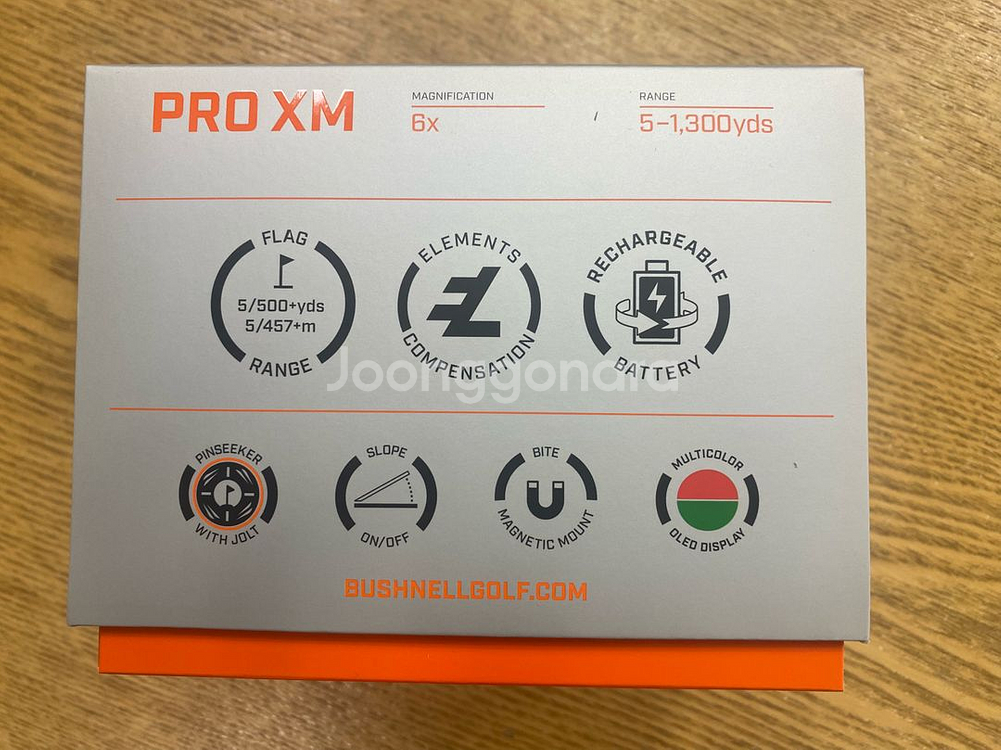 PRO XM
MAGNIFICATION
6x
RANGE
5-1,300yds
FLAG
5/500+yds
5/457+m
RANGE
ELEMENTS
COMPENSATION
RECHARGEABLE
BATTERY
Joonggonara
PINSEEKER
WITH JOLT
SLOPE
ON/OFF
BITE
MAGNETIC MOUNT
MULTICOLOR
OLED DISPLAY
BUSHNELLGOLF.COM